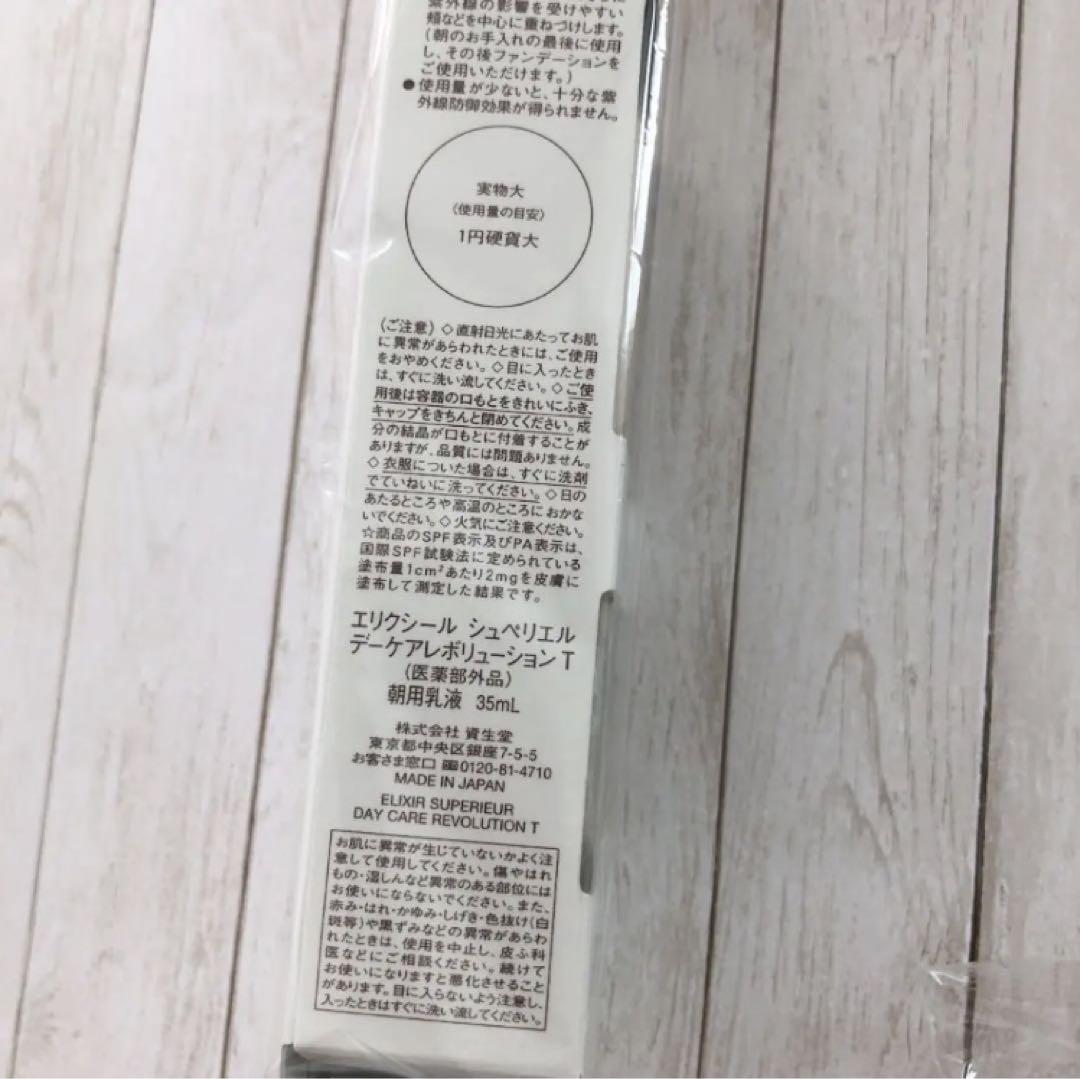 紫外線の影響を受けやすい
頬などを中心に重ねづけします。
(朝のお手入れの最後に使用
し、その後ファンデーションを
ご使用いただけます。)
●使用量が少ないと、十分な紫
外線防御効果が得られません。
実物大
(使用量の目安)
1円硬貨大
(ご注意)◇直射日光にあたってお肌
に異常があらわれたときには、ご使用
をおやめください。◇目に入ったとき
は、すぐに洗い流してください。◇ご使
用後は容器の口もとをきれいにふき、
キャップをきちんと閉めてください。成
分の結晶が口もとに付着することが
ありますが、品質には問題ありません。
◇衣服についた場合は、すぐに洗剤
でていねいに洗ってください。◇日の
あたるところや高温のところにおかな
いでください。◇火気にご注意ください。
☆商品のSPF表示及びPA表示は、
国際SPF試験法に定められている
塗布量1cm²あたり2mgを皮膚に
塗布して測定した結果です。
エリクシール シュペリエル
デーケアレボリューション T
(医薬部外品)
朝用乳液 35mL
株式会社 資生堂
東京都中央区銀座7-5-5
お客さま窓口 0120-81-4710
MADE IN JAPAN
ELIXIR SUPERIEUR
DAY CARE REVOLUTION T
お肌に異常が生じていないかよく注
意して使用してください。傷やはれ
もの・湿しんなど異常のある部位には
お使いにならないでください。また、
赤み・はれ・かゆみ・しげき・色抜け(白
斑等)や黒ずみなどの異常があらわ
れたときは、使用を中止し、皮ふ科
医などにご相談ください。続けて
お使いになりますと悪化させること
があります。目に入らないよう注意し、
入ったときはすぐに洗い流してください。